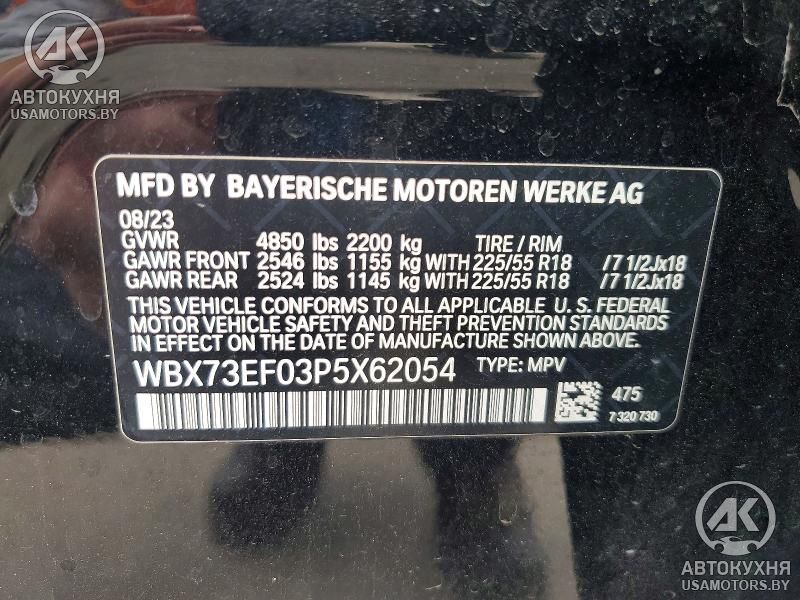 AK
АВТОКУХНЯ
USAMOTORS.BY
MFD BY BAYERISCHE MOTOREN WERKE AG
08/23
GVWR 4850 lbs 2200 kg TIRE / RIM
GAWR FRONT 2546 lbs 1155 kg WITH 225/55 R18 /7 1/2Jx18
GAWR REAR 2524 lbs 1145 kg WITH 225/55 R18 /7 1/2Jx18
THIS VEHICLE CONFORMS TO ALL APPLICABLE U. S. FEDERAL
MOTOR VEHICLE SAFETY AND THEFT PREVENTION STANDARDS
IN EFFECT ON THE DATE OF MANUFACTURE SHOWN ABOVE.
WBX73EF03P5X62054 TYPE: MPV
475
7 320 730
AK
АВТОКУХНЯ
USAMOTORS.BY